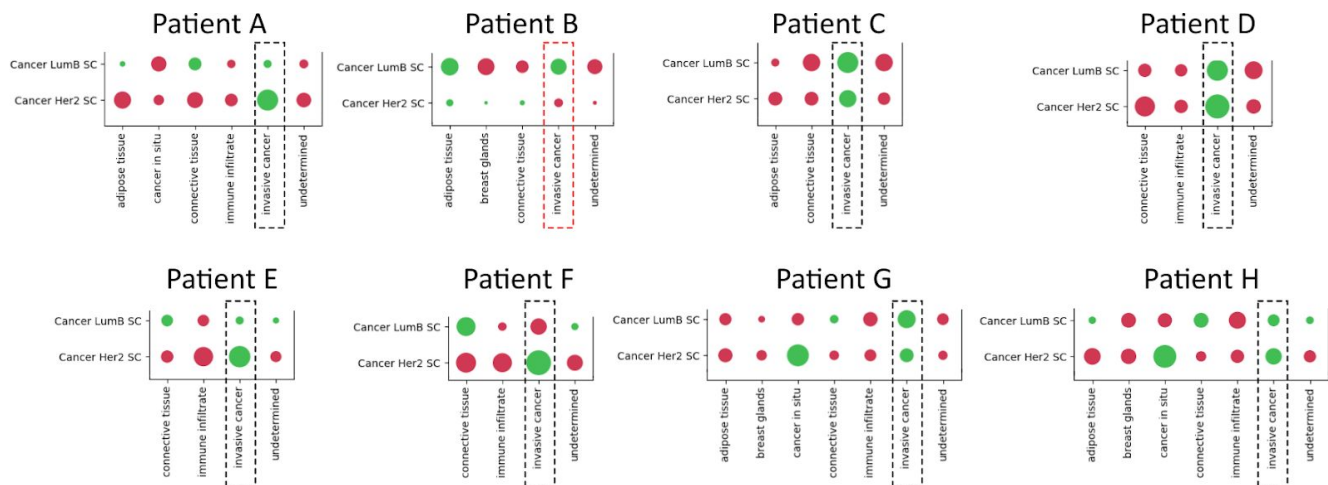 Patient A
Cancer LumB SC
Cancer Her2 SC
adipose tissue
cancer in situ
connective tissue
immune infiltrate
invasive cancer
undetermined
Patient B
Cancer LumB SC
Cancer Her2 SC
adipose tissue
breast glands
connective tissue
invasive cancer
undetermined
Patient C
Cancer LumB SC
Cancer Her2 SC
adipose tissue
connective tissue
invasive cancer
undetermined
Patient D
Cancer LumB SC
Cancer Her2 SC
connective tissue
immune infiltrate
invasive cancer
undetermined
Patient E
Cancer LumB SC
Cancer Her2 SC
connective tissue
immune infiltrate
invasive cancer
undetermined
Patient F
Cancer LumB SC
Cancer Her2 SC
connective tissue
immune infiltrate
invasive cancer
undetermined
Patient G
Cancer LumB SC
Cancer Her2 SC
adipose tissue
breast glands
cancer in situ
connective tissue
immune infiltrate
invasive cancer
undetermined
Patient H
Cancer LumB SC
Cancer Her2 SC
adipose tissue
breast glands
cancer in situ
connective tissue
immune infiltrate
invasive cancer
undetermined